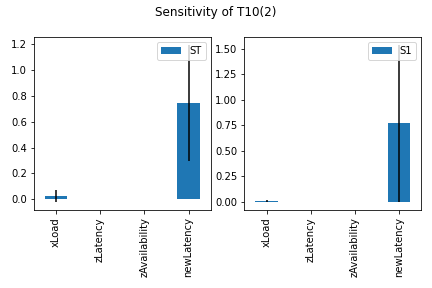 Sensitivity of T10(2)
ST
1.2
1.0
0.8
0.6
0.4
0.2
0.0
xLoad
zLatency
zAvailability
newLatency
S1
1.50
1.25
1.00
0.75
0.50
0.25
0.00
xLoad
zLatency
zAvailability
newLatency